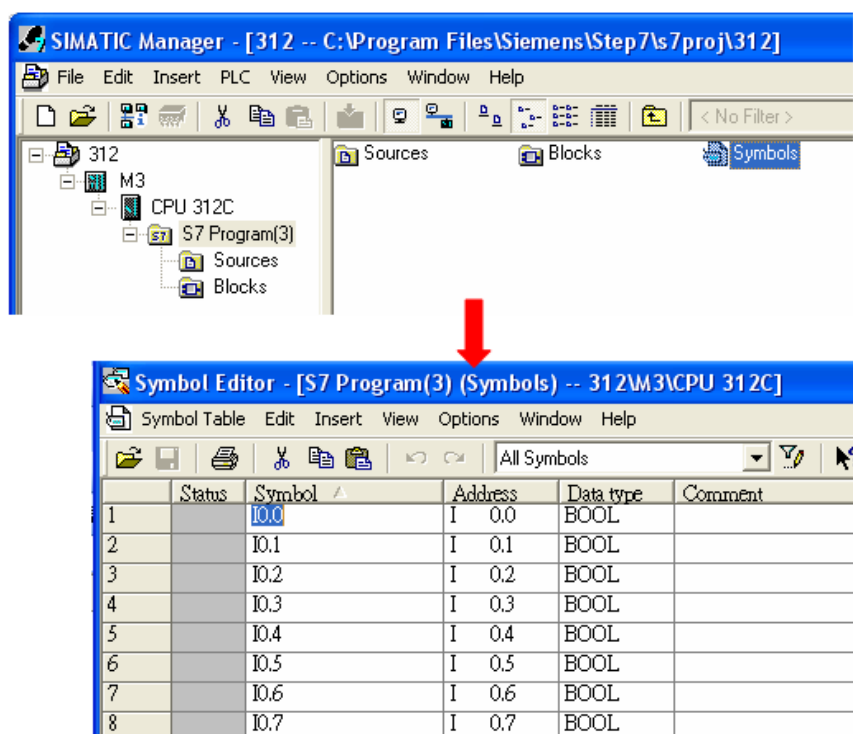 SIMATIC Manager - [312 -- C:\Program Files\Siemens\Step7\s7proj\312]
File Edit Insert PLC View Options Window Help
< No Filter >
312
M3
CPU 312C
S7 Program(3)
Sources
Blocks
Sources Blocks Symbols
Symbol Editor - [S7 Program(3) (Symbols) -- 312\M3\CPU 312C]
Symbol Table Edit Insert View Options Window Help
All Symbols
Status Symbol Address Data type Comment
1 I0.0 I 0.0 BOOL
2 I0.1 I 0.1 BOOL
3 I0.2 I 0.2 BOOL
4 I0.3 I 0.3 BOOL
5 I0.4 I 0.4 BOOL
6 I0.5 I 0.5 BOOL
7 I0.6 I 0.6 BOOL
8 I0.7 I 0.7 BOOL